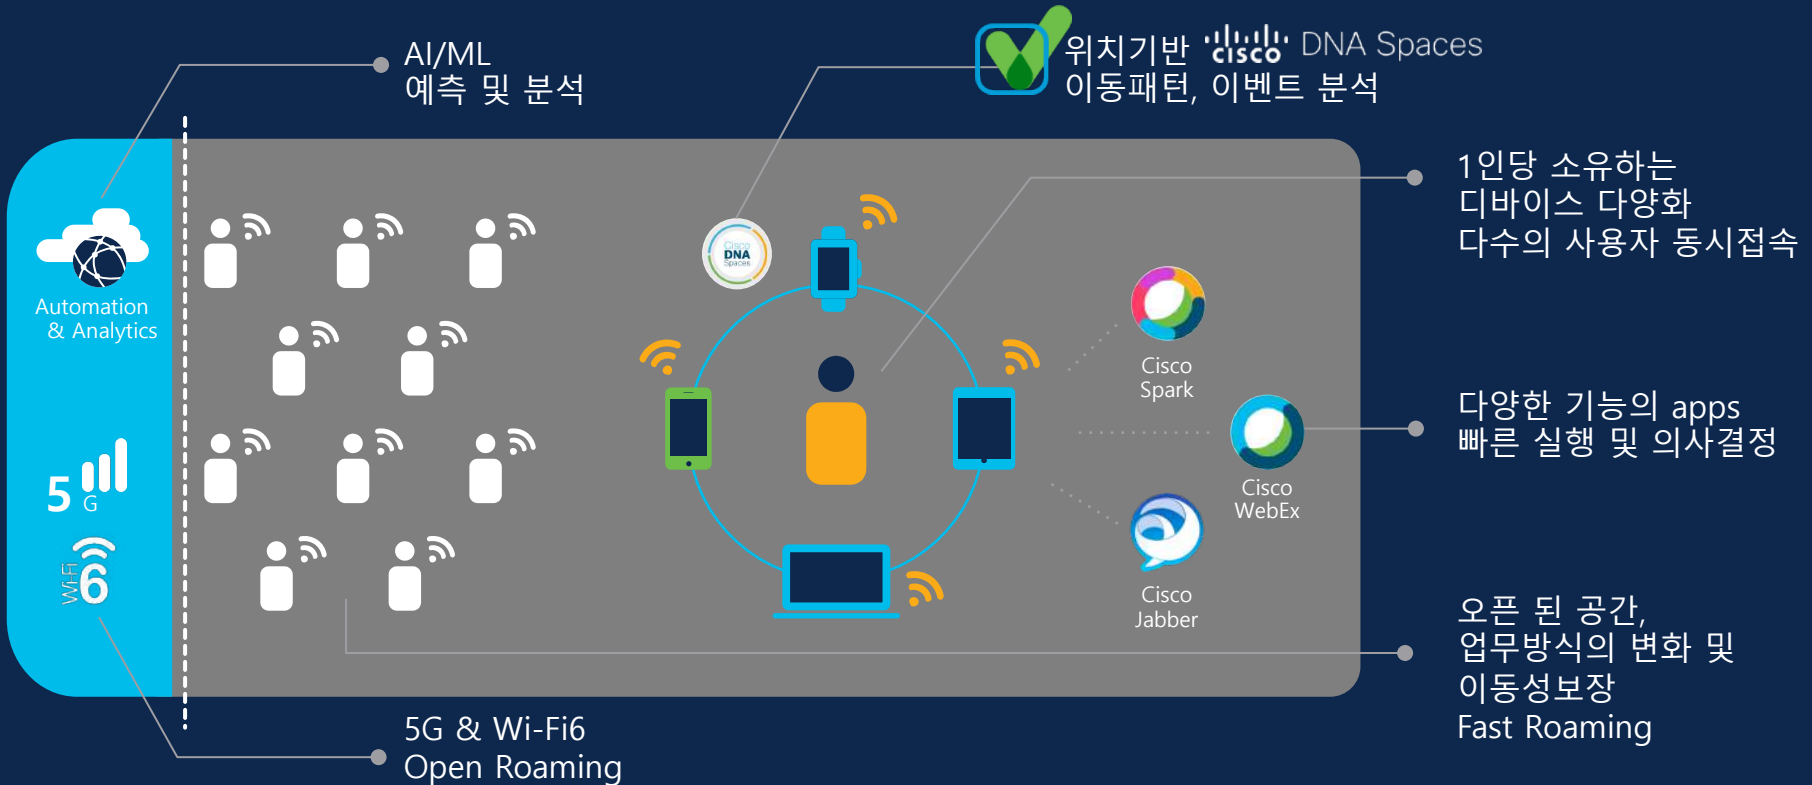 AI/ML
예측 및 분석
위치기반 CISCO DNA Spaces
이동패턴, 이벤트 분석
1인당 소유하는
디바이스 다양화
다수의 사용자 동시접속
Automation
& Analytics
Cisco
DNA
Spaces
Cisco
Spark
다양한 기능의 apps
빠른 실행 및 의사결정
Cisco
WebEx
5G
Wi-Fi 6
Cisco
Jabber
오픈 된 공간,
업무방식의 변화 및
이동성보장
Fast Roaming
5G & Wi-Fi6
Open Roaming